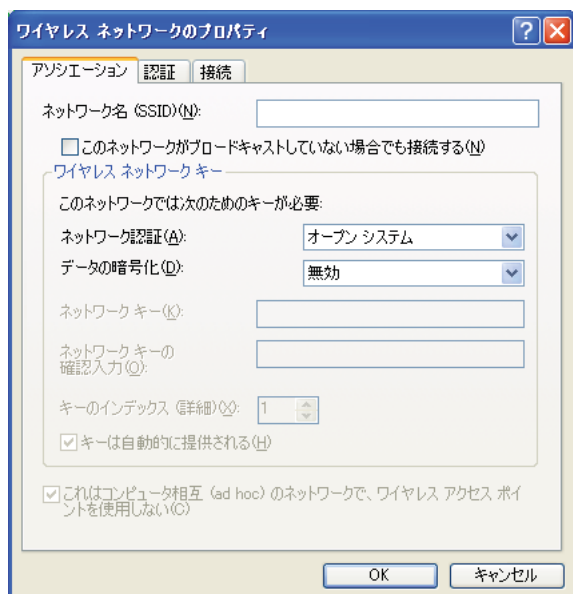 ワイヤレス ネットワークのプロパティ
アソシエーション 認証 接続
ネットワーク名 (SSID)(N):
このネットワークがブロードキャストしていない場合でも接続する(N)
ワイヤレス ネットワーク キー
このネットワークでは次のためのキーが必要:
ネットワーク認証(A): オープン システム
データの暗号化(D): 無効
ネットワーク キー(K):
ネットワーク キーの
確認入力(O):
キーのインデックス (詳細)(X): 1
キーは自動的に提供される(H)
これはコンピュータ相互 (ad hoc) のネットワークで、ワイヤレス アクセス ポイ
ントを使用しない(C)
OK キャンセル